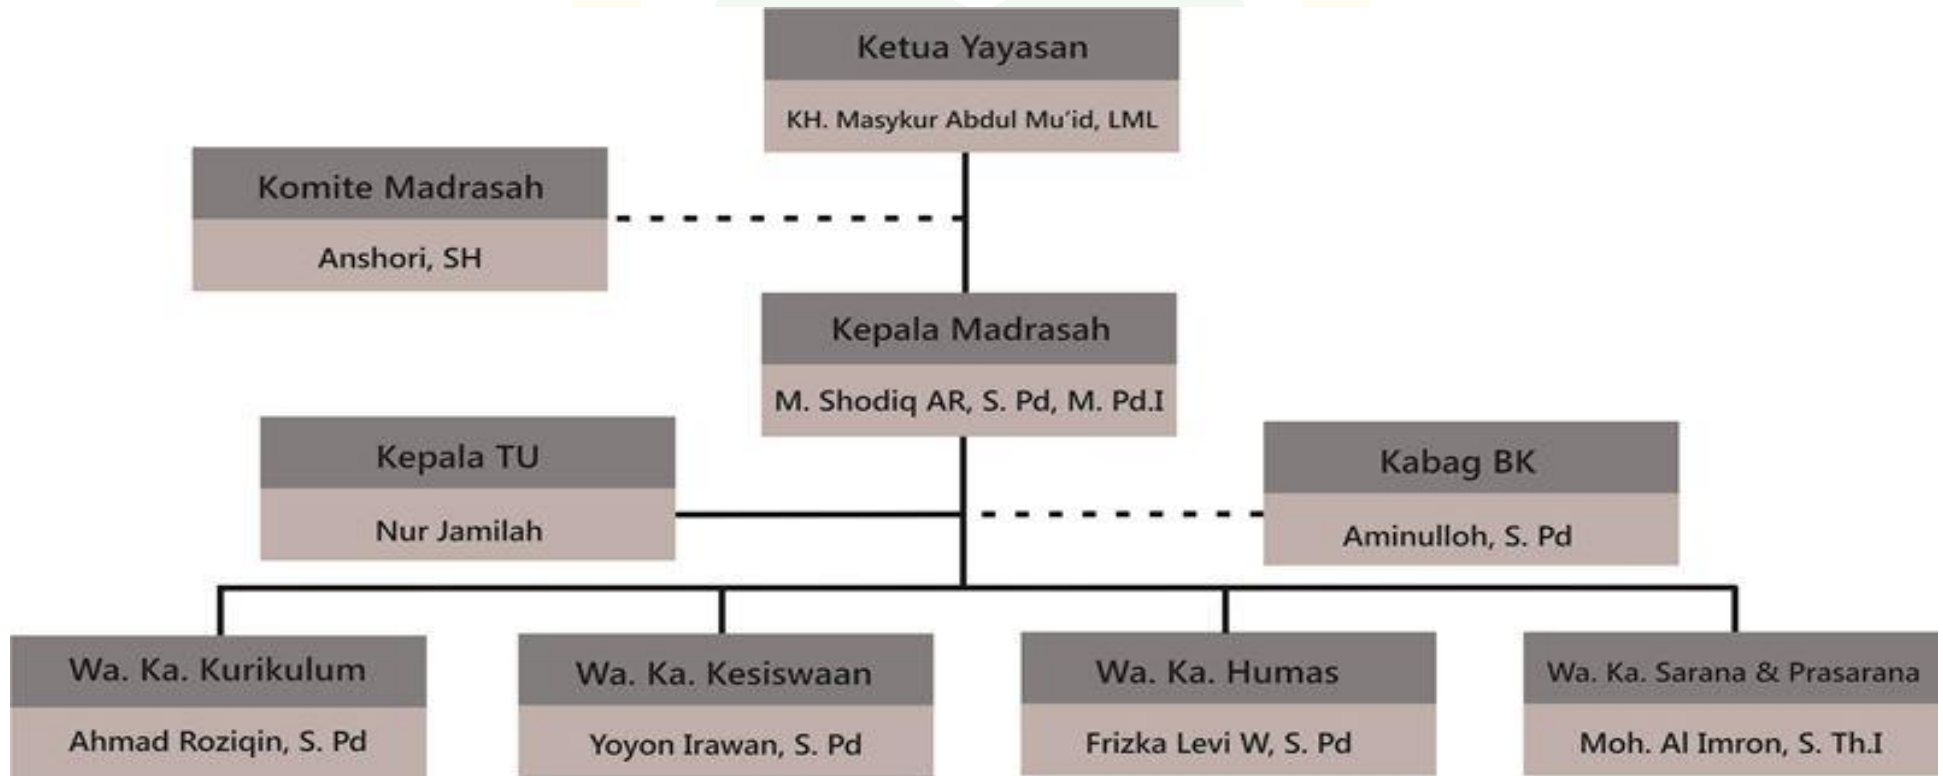 Ketua Yayasan
KH. Masykur Abdul Mu'id, LML
Komite Madrasah
Anshori, SH
Kepala Madrasah
M. Shodiq AR, S. Pd, M. Pd.I
Kepala TU
Nur Jamilah
Kabag BK
Aminulloh, S. Pd
Wa. Ka. Kurikulum
Ahmad Roziqin, S. Pd
Wa. Ka. Kesiswaan
Yoyon Irawan, S. Pd
Wa. Ka. Humas
Frizka Levi W, S. Pd
Wa. Ka. Sarana & Prasarana
Moh. Al Imron, S. Th.I